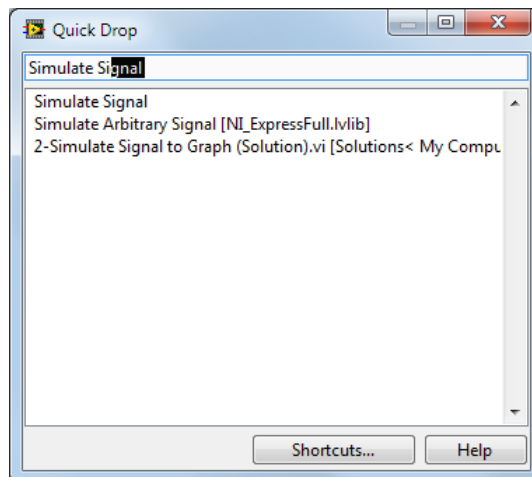 Quick Drop
Simulate Signal
Simulate Signal
Simulate Arbitrary Signal [NI_ExpressFull.lvlib]
2-Simulate Signal to Graph (Solution).vi [Solutions< My Compu
Shortcuts...
Help